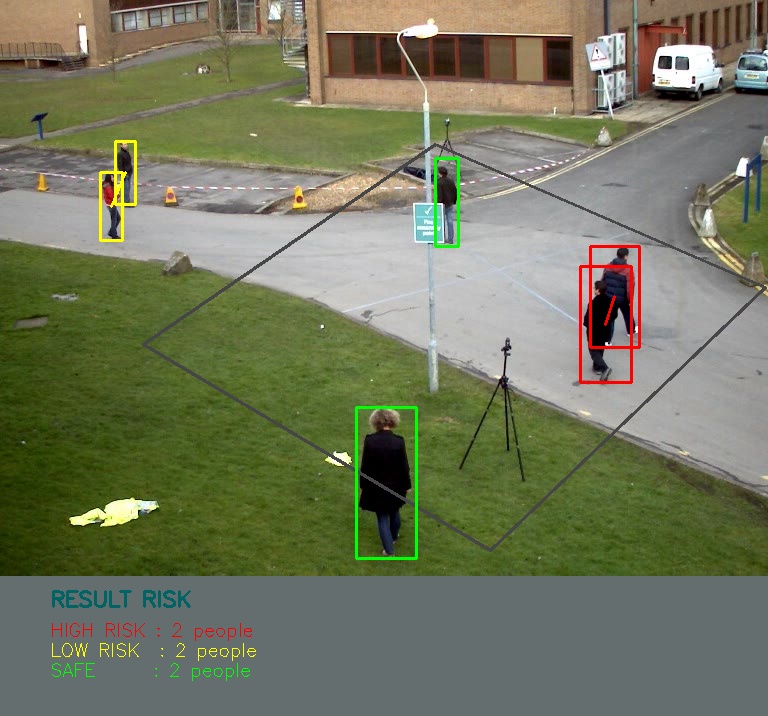 RESULT RISK
HIGH RISK : 2 people
LOW RISK : 2 people
SAFE : 2 people